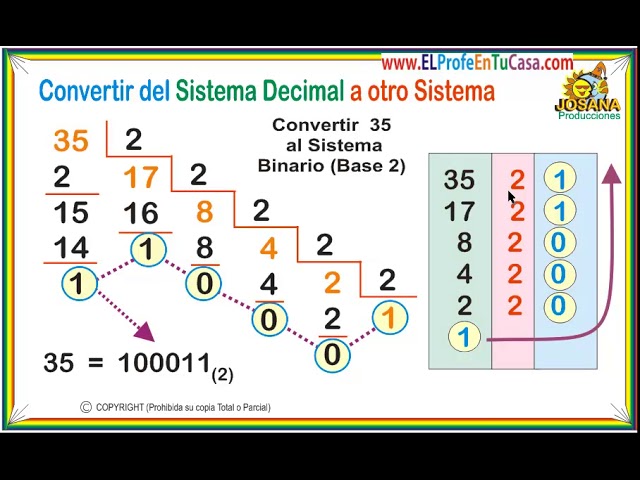 www.ELProfeEnTuCasa.com
Convertir del Sistema Decimal a otro Sistema
JOSANA
Producciones
Convertir 35
al Sistema
Binario (Base 2)
35 2
2 17 2
15 16 8 2
14 1 8 4 2
1 0 4 2 2
0 2 1
0
35 = 100011(2)
35 2 1
17 2 1
8 2 0
4 2 0
2 2 0
1
© COPYRIGHT (Prohibida su copia Total o Parcial)